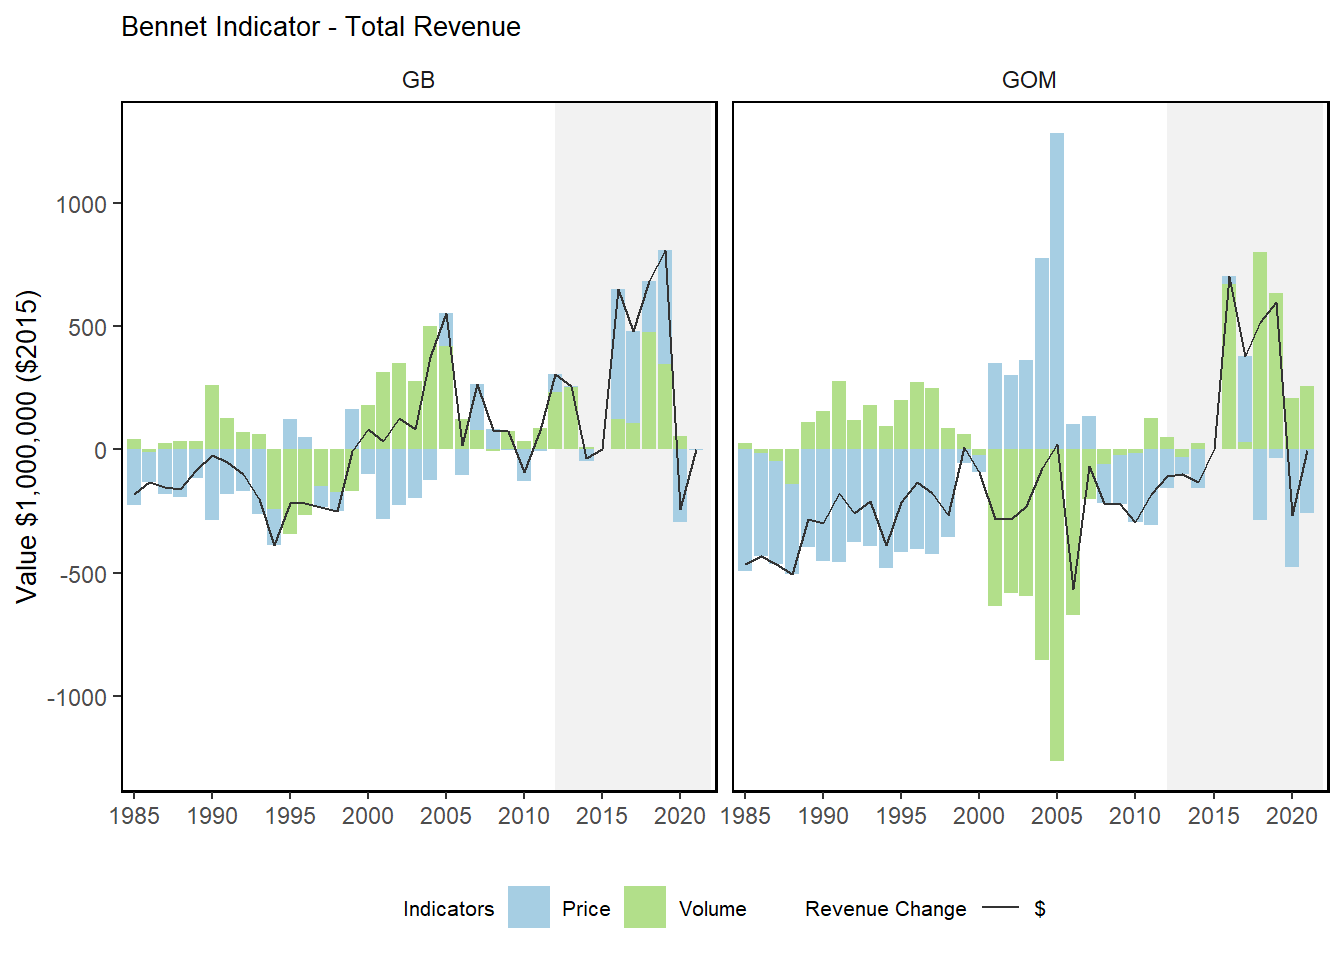 Bennet Indicator - Total Revenue
GB
GOM
Value $1,000,000 ($2015)
1000
500
0
-500
-1000
1985 1990 1995 2000 2005 2010 2015 2020
1985 1990 1995 2000 2005 2010 2015 2020
Indicators Price Volume Revenue Change $